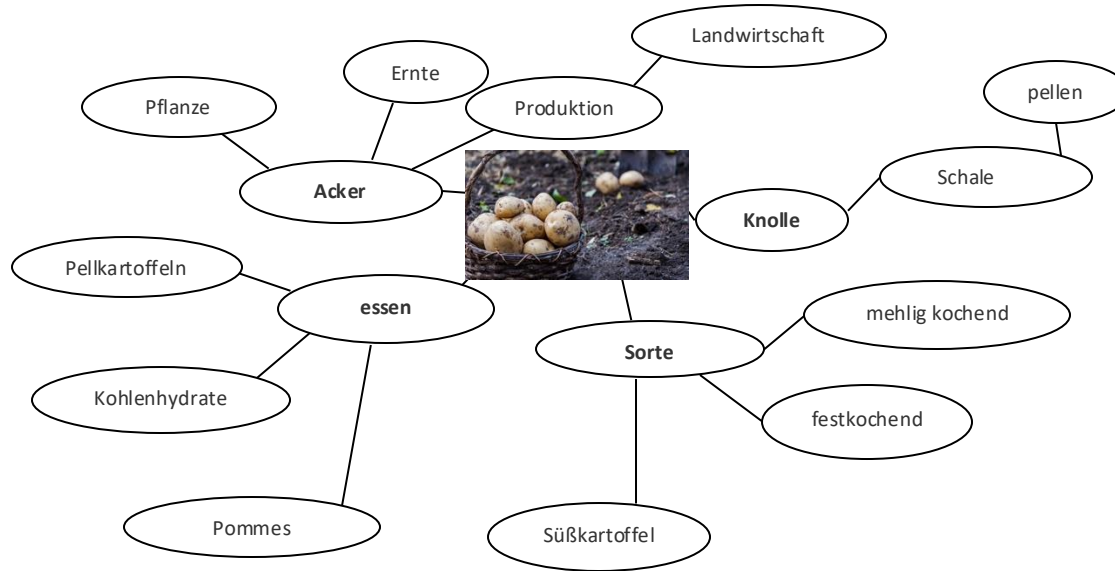 Landwirtschaft
Ernte
Pflanze
Produktion
pellen
Acker
Schale
Knolle
Pellkartoffeln
essen
mehlig kochend
Sorte
Kohlenhydrate
festkochend
Pommes
Süßkartoffel